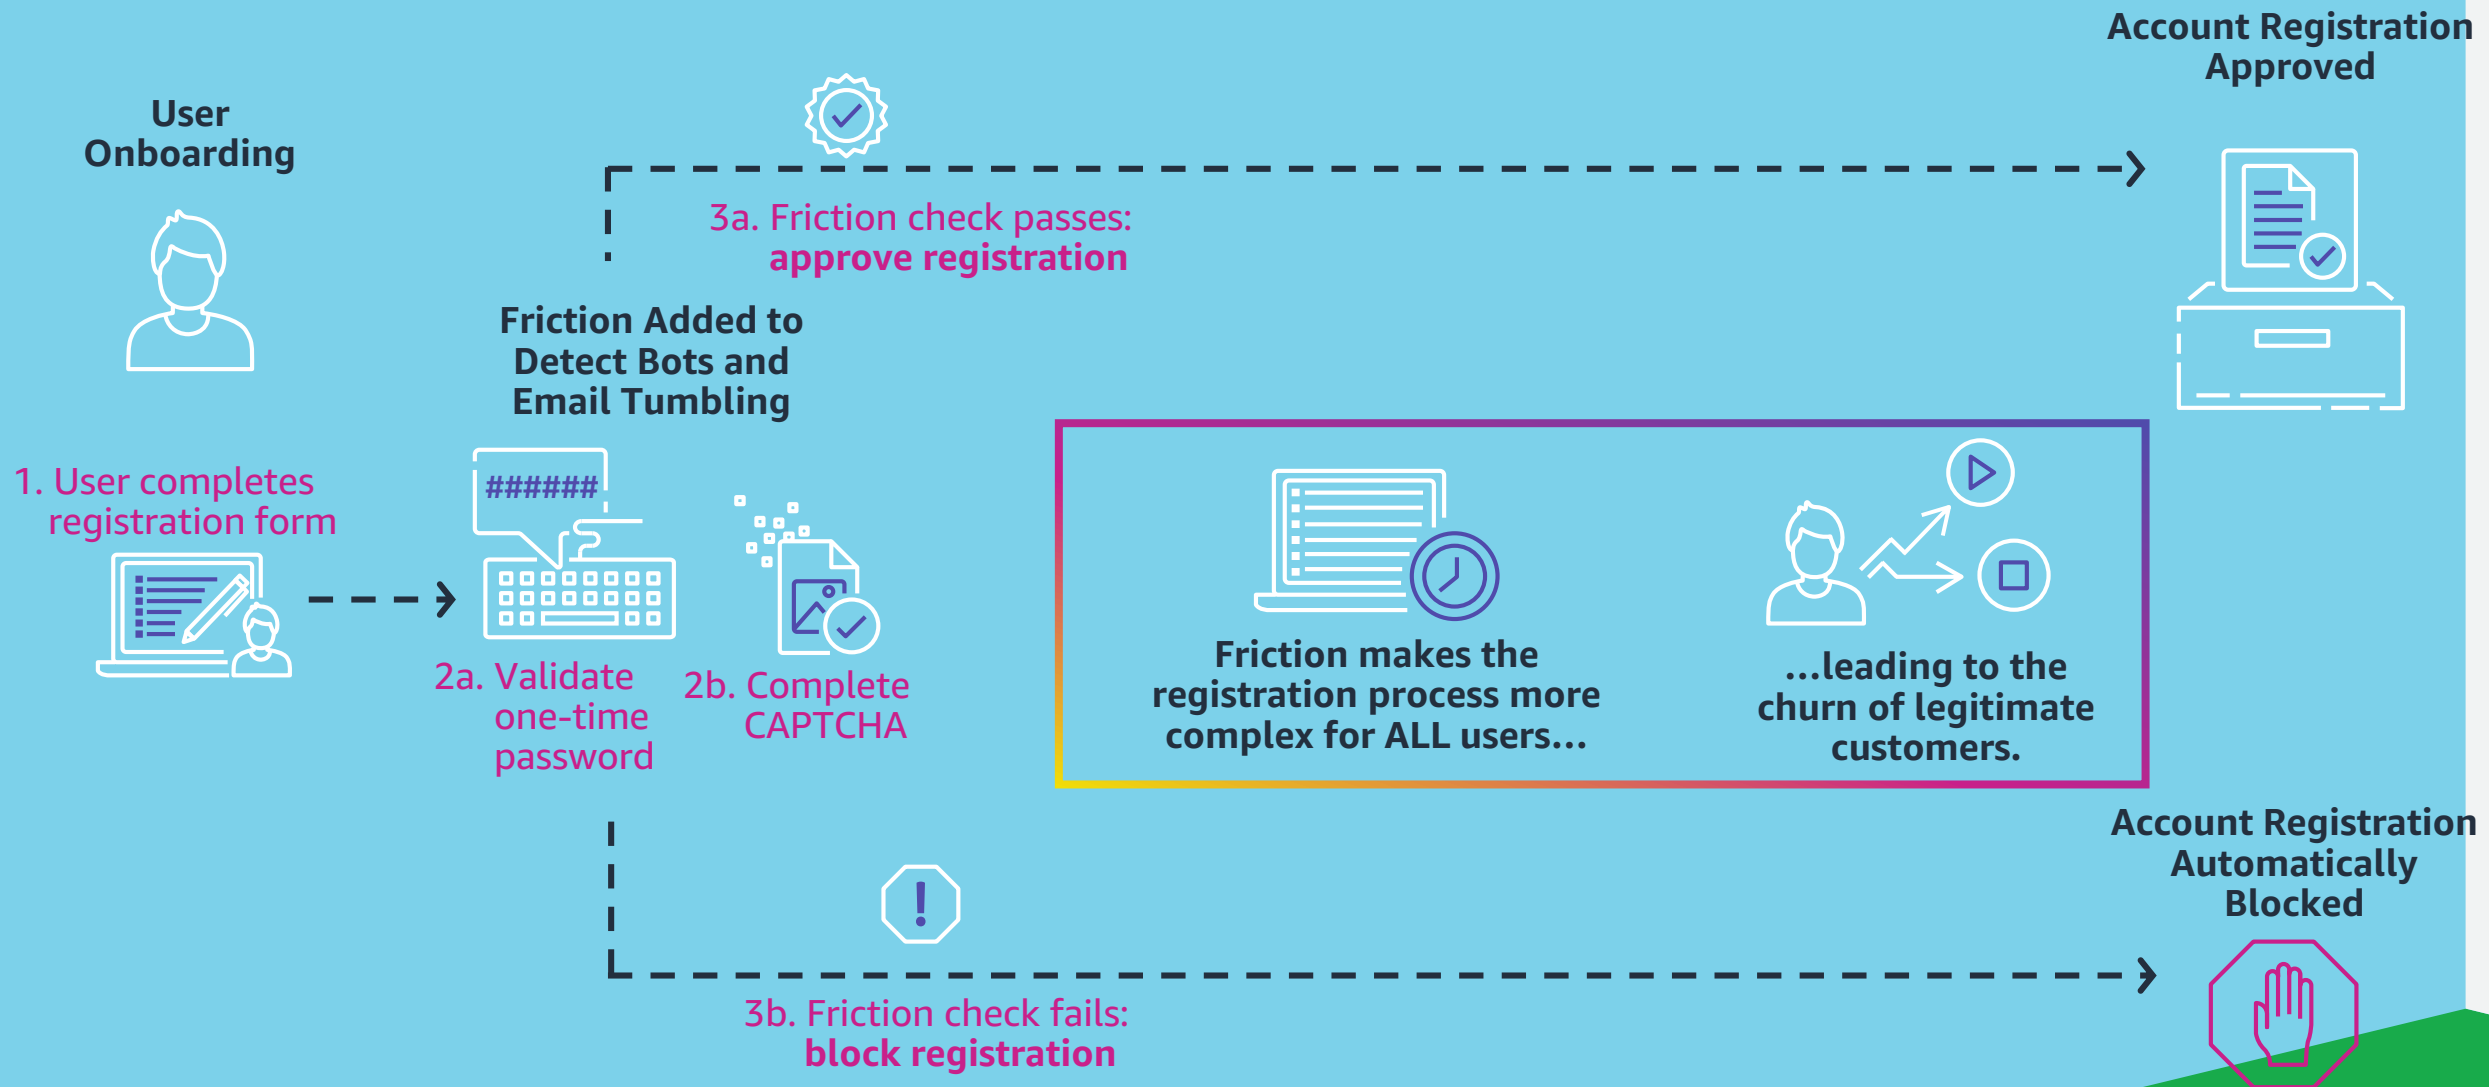 User
Onboarding
1. User completes
registration form
Friction Added to
Detect Bots and
Email Tumbling
######
2a. Validate
one-time
password
2b. Complete
CAPTCHA
3a. Friction check passes:
approve registration
Account Registration
Approved
Friction makes the
registration process more
complex for ALL users...
...leading to the
churn of legitimate
customers.
3b. Friction check fails:
block registration
!
Account Registration
Automatically
Blocked